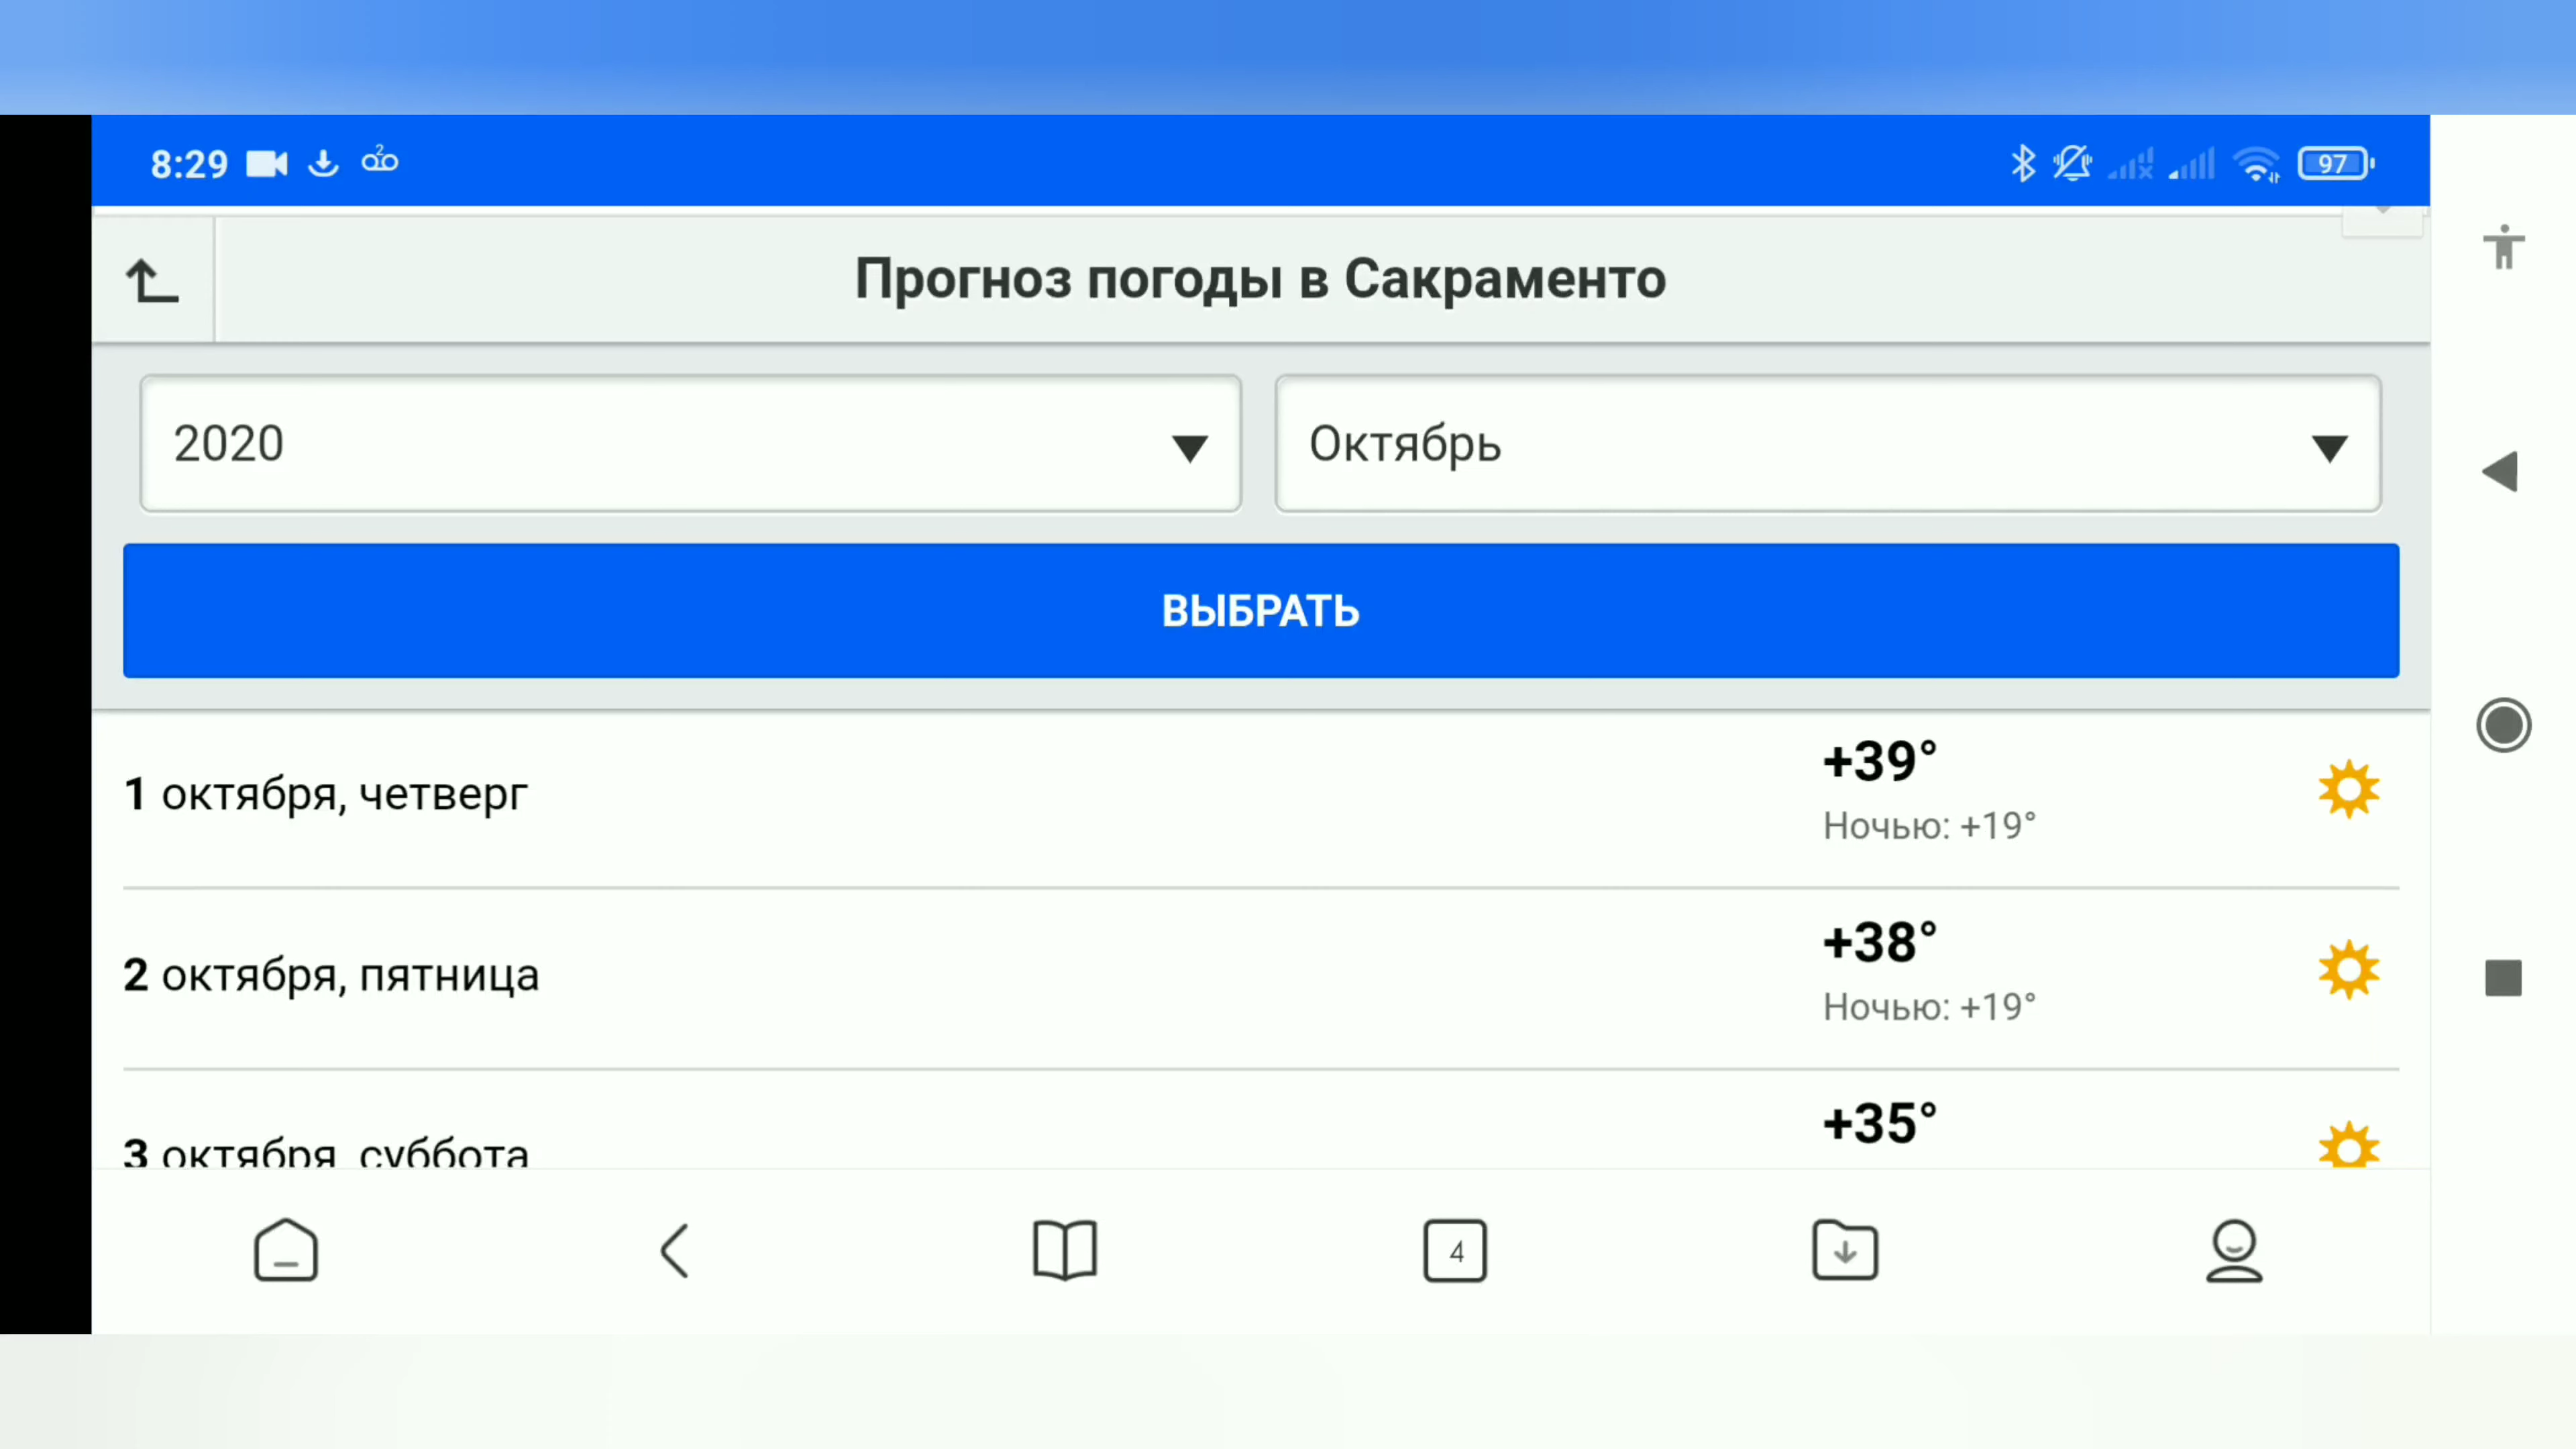 8:29
2
97
Прогноз погоды в Сакраменто
2020
Октябрь
ВЫБРАТЬ
+39°
1 октября, четверг
Ночью: +19°
+38°
2 октября, пятница
Ночью: +19°
+35°
3 октября, суббота
4